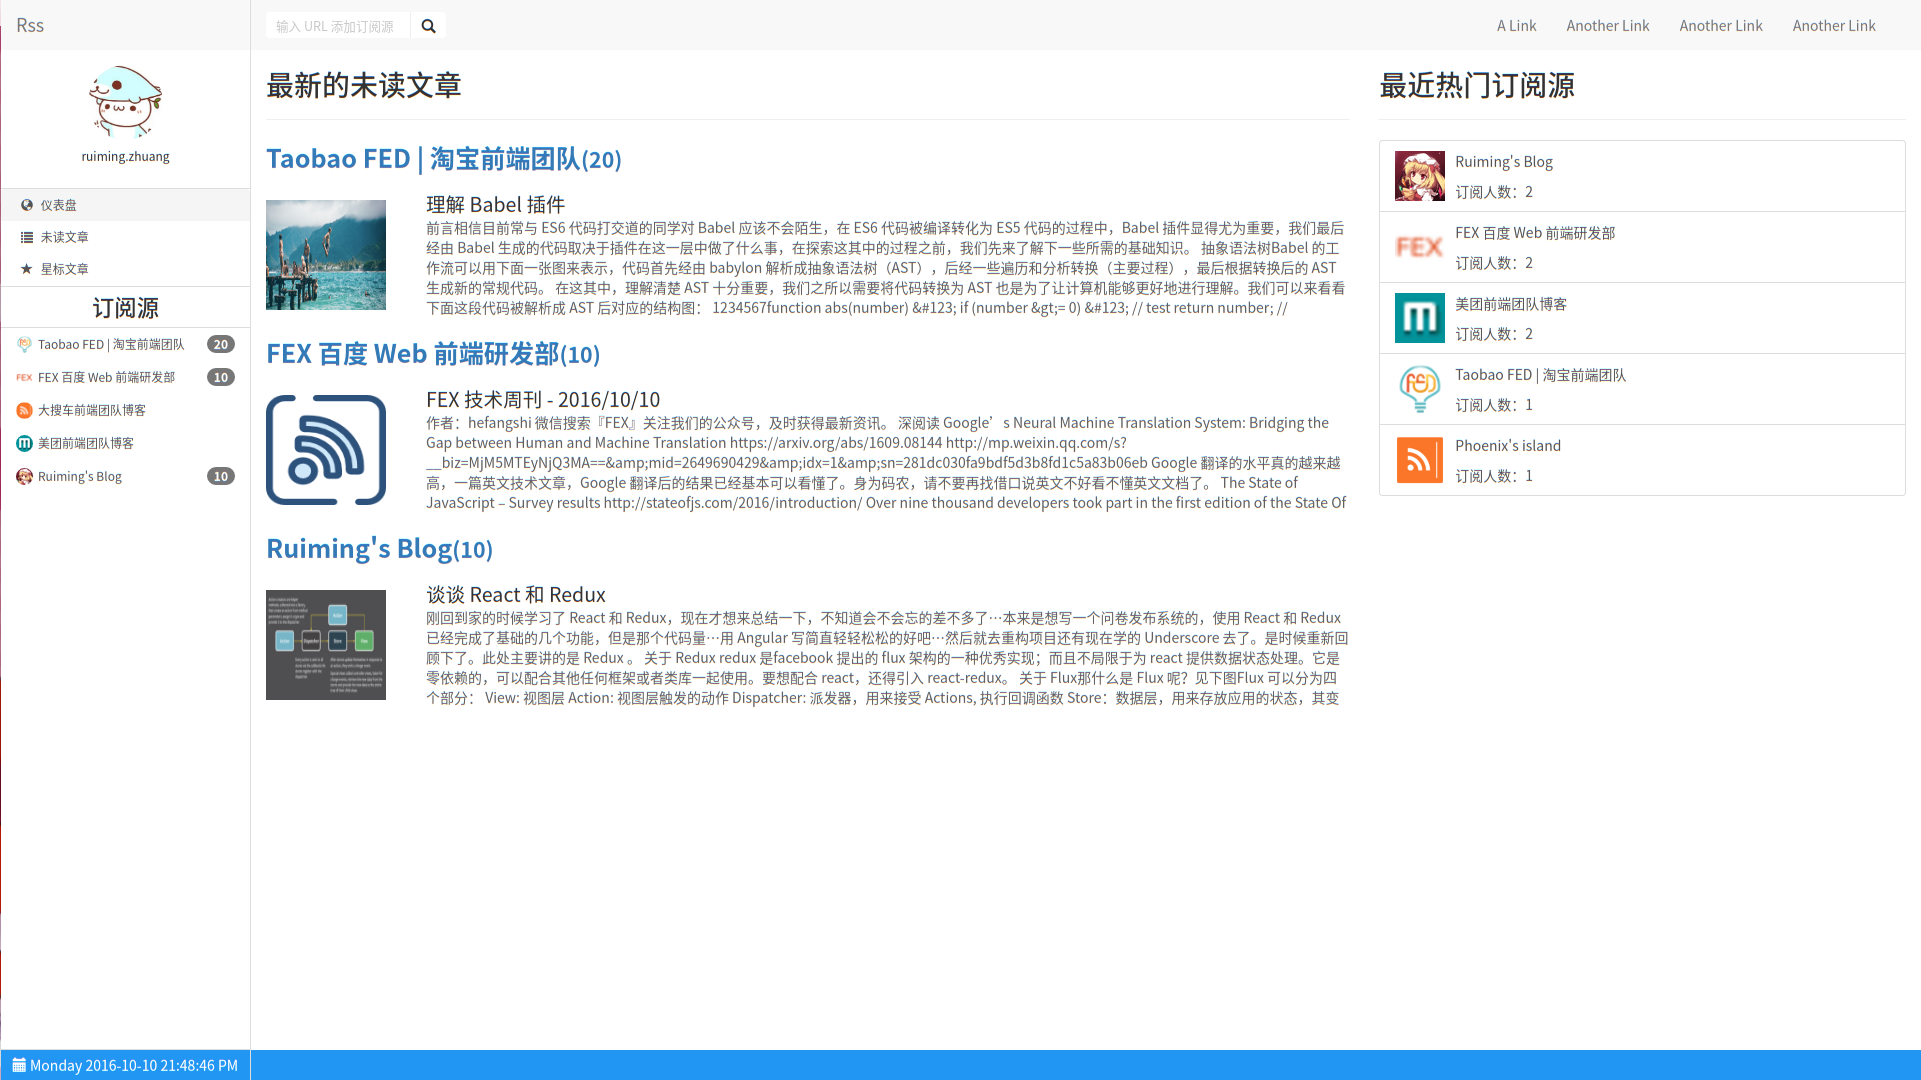 Rss
输入 URL 添加订阅源
A Link
Another Link
Another Link
Another Link
ruiming.zhuang
仪表盘
未读文章
星标文章
订阅源
Taobao FED | 淘宝前端团队
20
FEX 百度 Web 前端研发部
10
大搜车前端团队博客
美团前端团队博客
Ruiming's Blog
10
最新的未读文章
Taobao FED | 淘宝前端团队(20)
理解 Babel 插件
前言相信目前常与 ES6 代码打交道的同学对 Babel 应该不会陌生，在 ES6 代码被编译转化为 ES5 代码的过程中，Babel 插件显得尤为重要，我们最后
经由 Babel 生成的代码取决于插件在这一层中做了什么事，在探索这其中的过程之前，我们先来了解下一些所需的基础知识。 抽象语法树Babel 的工
作流可以用下面一张图来表示，代码首先经由 babylon 解析成抽象语法树（AST），后经一些遍历和分析转换（主要过程），最后根据转换后的 AST
生成新的常规代码。 在这其中，理解清楚 AST 十分重要，我们之所以需要将代码转换为 AST 也是为了让计算机能够更好地进行理解。我们可以来看看
下面这段代码被解析成 AST 后对应的结构图： 1234567function abs(number) &#123; if (number &gt;= 0) &#123; // test return number; //
FEX 百度 Web 前端研发部(10)
FEX 技术周刊 - 2016/10/10
作者：hefangshi 微信搜索『FEX』关注我们的公众号，及时获得最新资讯。 深阅读 Google’s Neural Machine Translation System: Bridging the
Gap between Human and Machine Translation https://arxiv.org/abs/1609.08144 http://mp.weixin.qq.com/s?
__biz=MjM5MTEyNjQ3MA==&amp;mid=2649690429&amp;idx=1&amp;sn=281dc030fa9bdf5d3b8fd1c5a83b06eb Google 翻译的水平真的越来越
高，一篇英文技术文章，Google 翻译后的结果已经基本可以看懂了。身为码农，请不要再找借口说英文不好看不懂英文文档了。 The State of
JavaScript – Survey results http://stateofjs.com/2016/introduction/ Over nine thousand developers took part in the first edition of the State Of
Ruiming's Blog(10)
谈谈 React 和 Redux
刚回到家的时候学习了 React 和 Redux，现在才想来总结一下，不知道会不会忘的差不多了…本来是想写一个问卷发布系统的，使用 React 和 Redux
已经完成了基础的几个功能，但是那个代码量…用 Angular 写简直轻轻松松的好吧…然后就去重构项目还有现在学的 Underscore 去了。是时候重新回
顾下了。此处主要讲的是 Redux 。 关于 Redux redux 是facebook 提出的 flux 架构的一种优秀实现；而且不局限于为 react 提供数据状态处理。它是
零依赖的，可以配合其他任何框架或者类库一起使用。要想配合 react，还得引入 react-redux。 关于 Flux那什么是 Flux 呢？见下图Flux 可以分为四
个部分： View: 视图层 Action: 视图层触发的动作 Dispatcher: 派发器，用来接受 Actions, 执行回调函数 Store：数据层，用来存放应用的状态，其变
最近热门订阅源
Ruiming's Blog
订阅人数：2
FEX
FEX 百度 Web 前端研发部
订阅人数：2
美团前端团队博客
订阅人数：2
Taobao FED | 淘宝前端团队
订阅人数：1
Phoenix's island
订阅人数：1
Monday 2016-10-10 21:48:46 PM